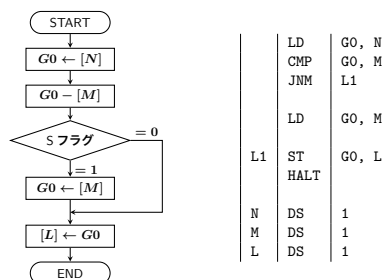 START
G0 ← [N]
G0 − [M]
S フラグ
= 0
= 1
G0 ← [M]
[L] ← G0
END
LD G0, N
CMP G0, M
JNM L1
LD G0, M
L1 ST G0, L
HALT
N DS 1
M DS 1
L DS 1